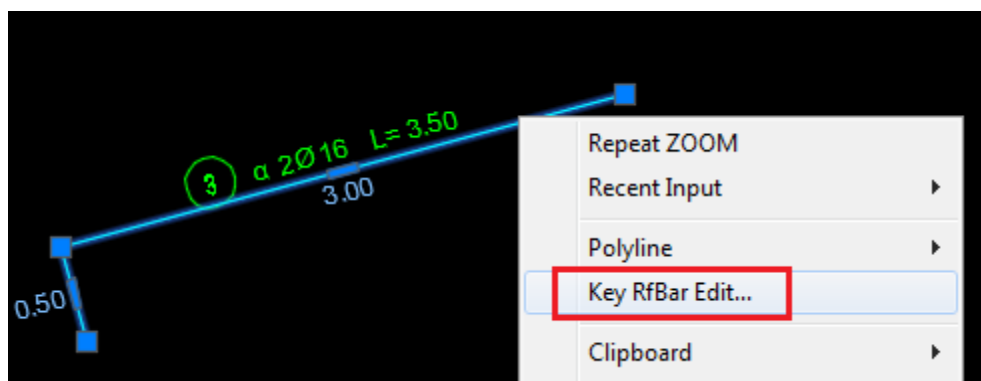 3 α 2Ø16 L= 3.50
3.00
0.50
Repeat ZOOM
Recent Input
Polyline
Key RfBar Edit...
Clipboard